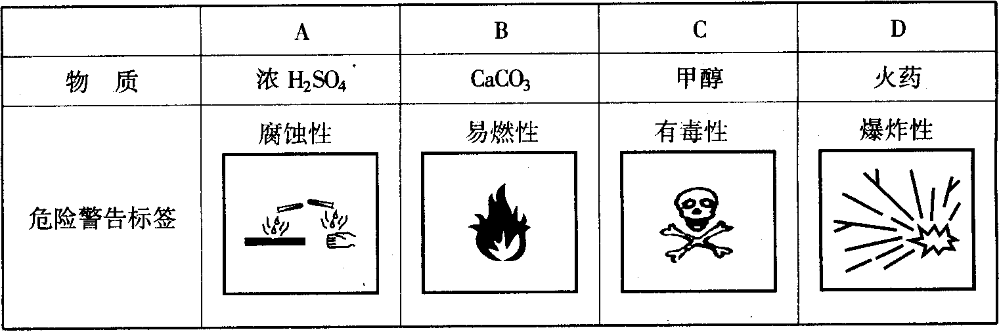 A B C D
物 质 浓 H₂SO₄ CaCO₃ 甲醇 火药
危险警告标签 腐蚀性 易燃性 有毒性 爆炸性